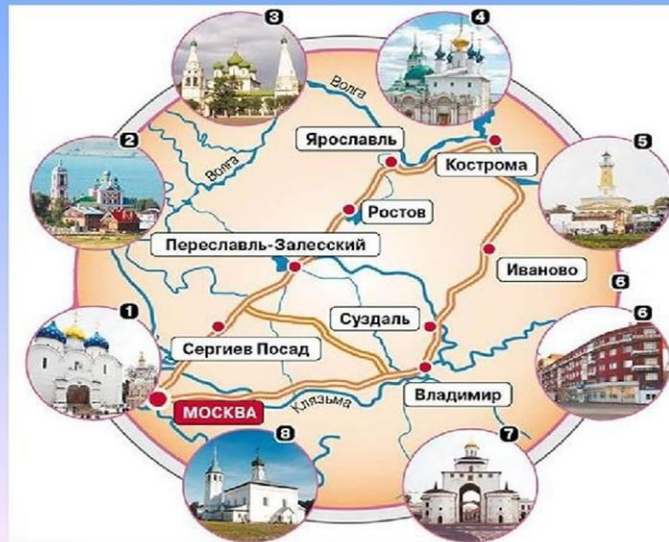 3
4
Волга
Волга
Ярославль
2
Кострома
5
Волга
Ростов
Переславль-Залесский
Иваново
6
1
Суздаль
6
Сергиев Посад
МОСКВА
Клязьма
Владимир
8
7